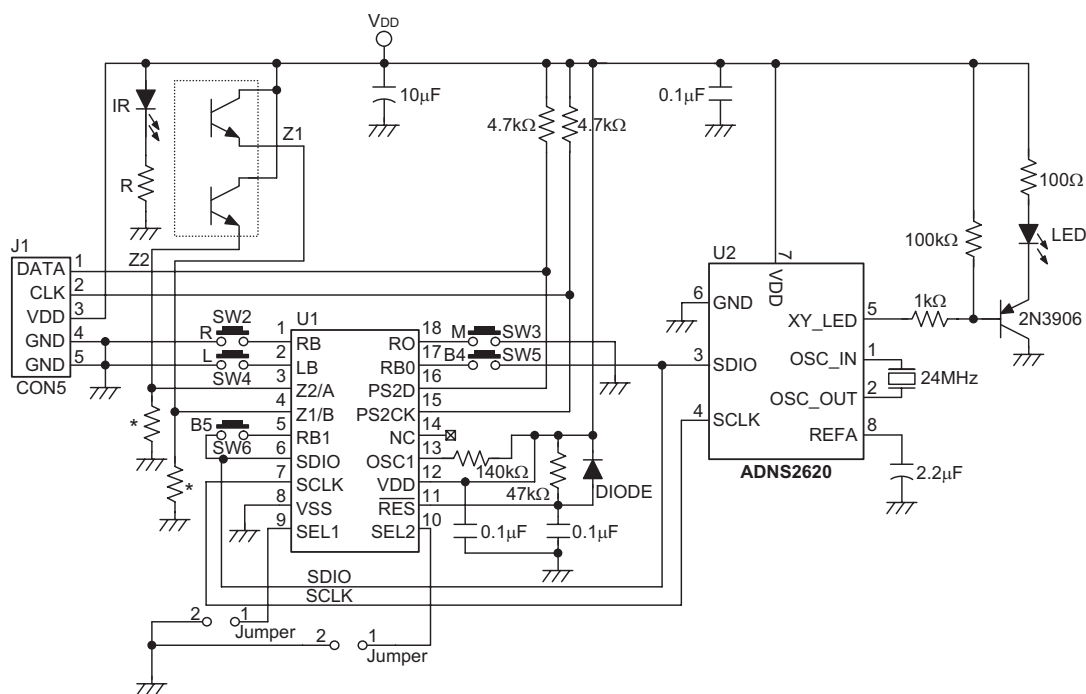 VDD
IR
R
Z1
Z2
10μF
4.7kΩ
4.7kΩ
0.1μF
100Ω
LED
100kΩ
1kΩ
2N3906
J1
DATA 1
CLK 2
VDD 3
GND 4
GND 5
CON5
R SW2
L SW4
B5 SW6
*
*
U1
1 RB
2 LB
3 Z2/A
4 Z1/B
5 RB1
6 SDIO
7 SCLK
8 VSS
9 SEL1
RO 18
RB0 17
PS2D 16
PS2CK 15
NC 14
OSC1 13
VDD 12
RES 11
SEL2 10
M SW3
B4 SW5
140kΩ
47kΩ
DIODE
0.1μF
0.1μF
U2
7 VDD
6 GND
3 SDIO
4 SCLK
XY_LED 5
OSC_IN 1
OSC_OUT 2
REFA 8
ADNS2620
24MHz
2.2μF
SDIO
SCLK
2 1
Jumper
2 1
Jumper